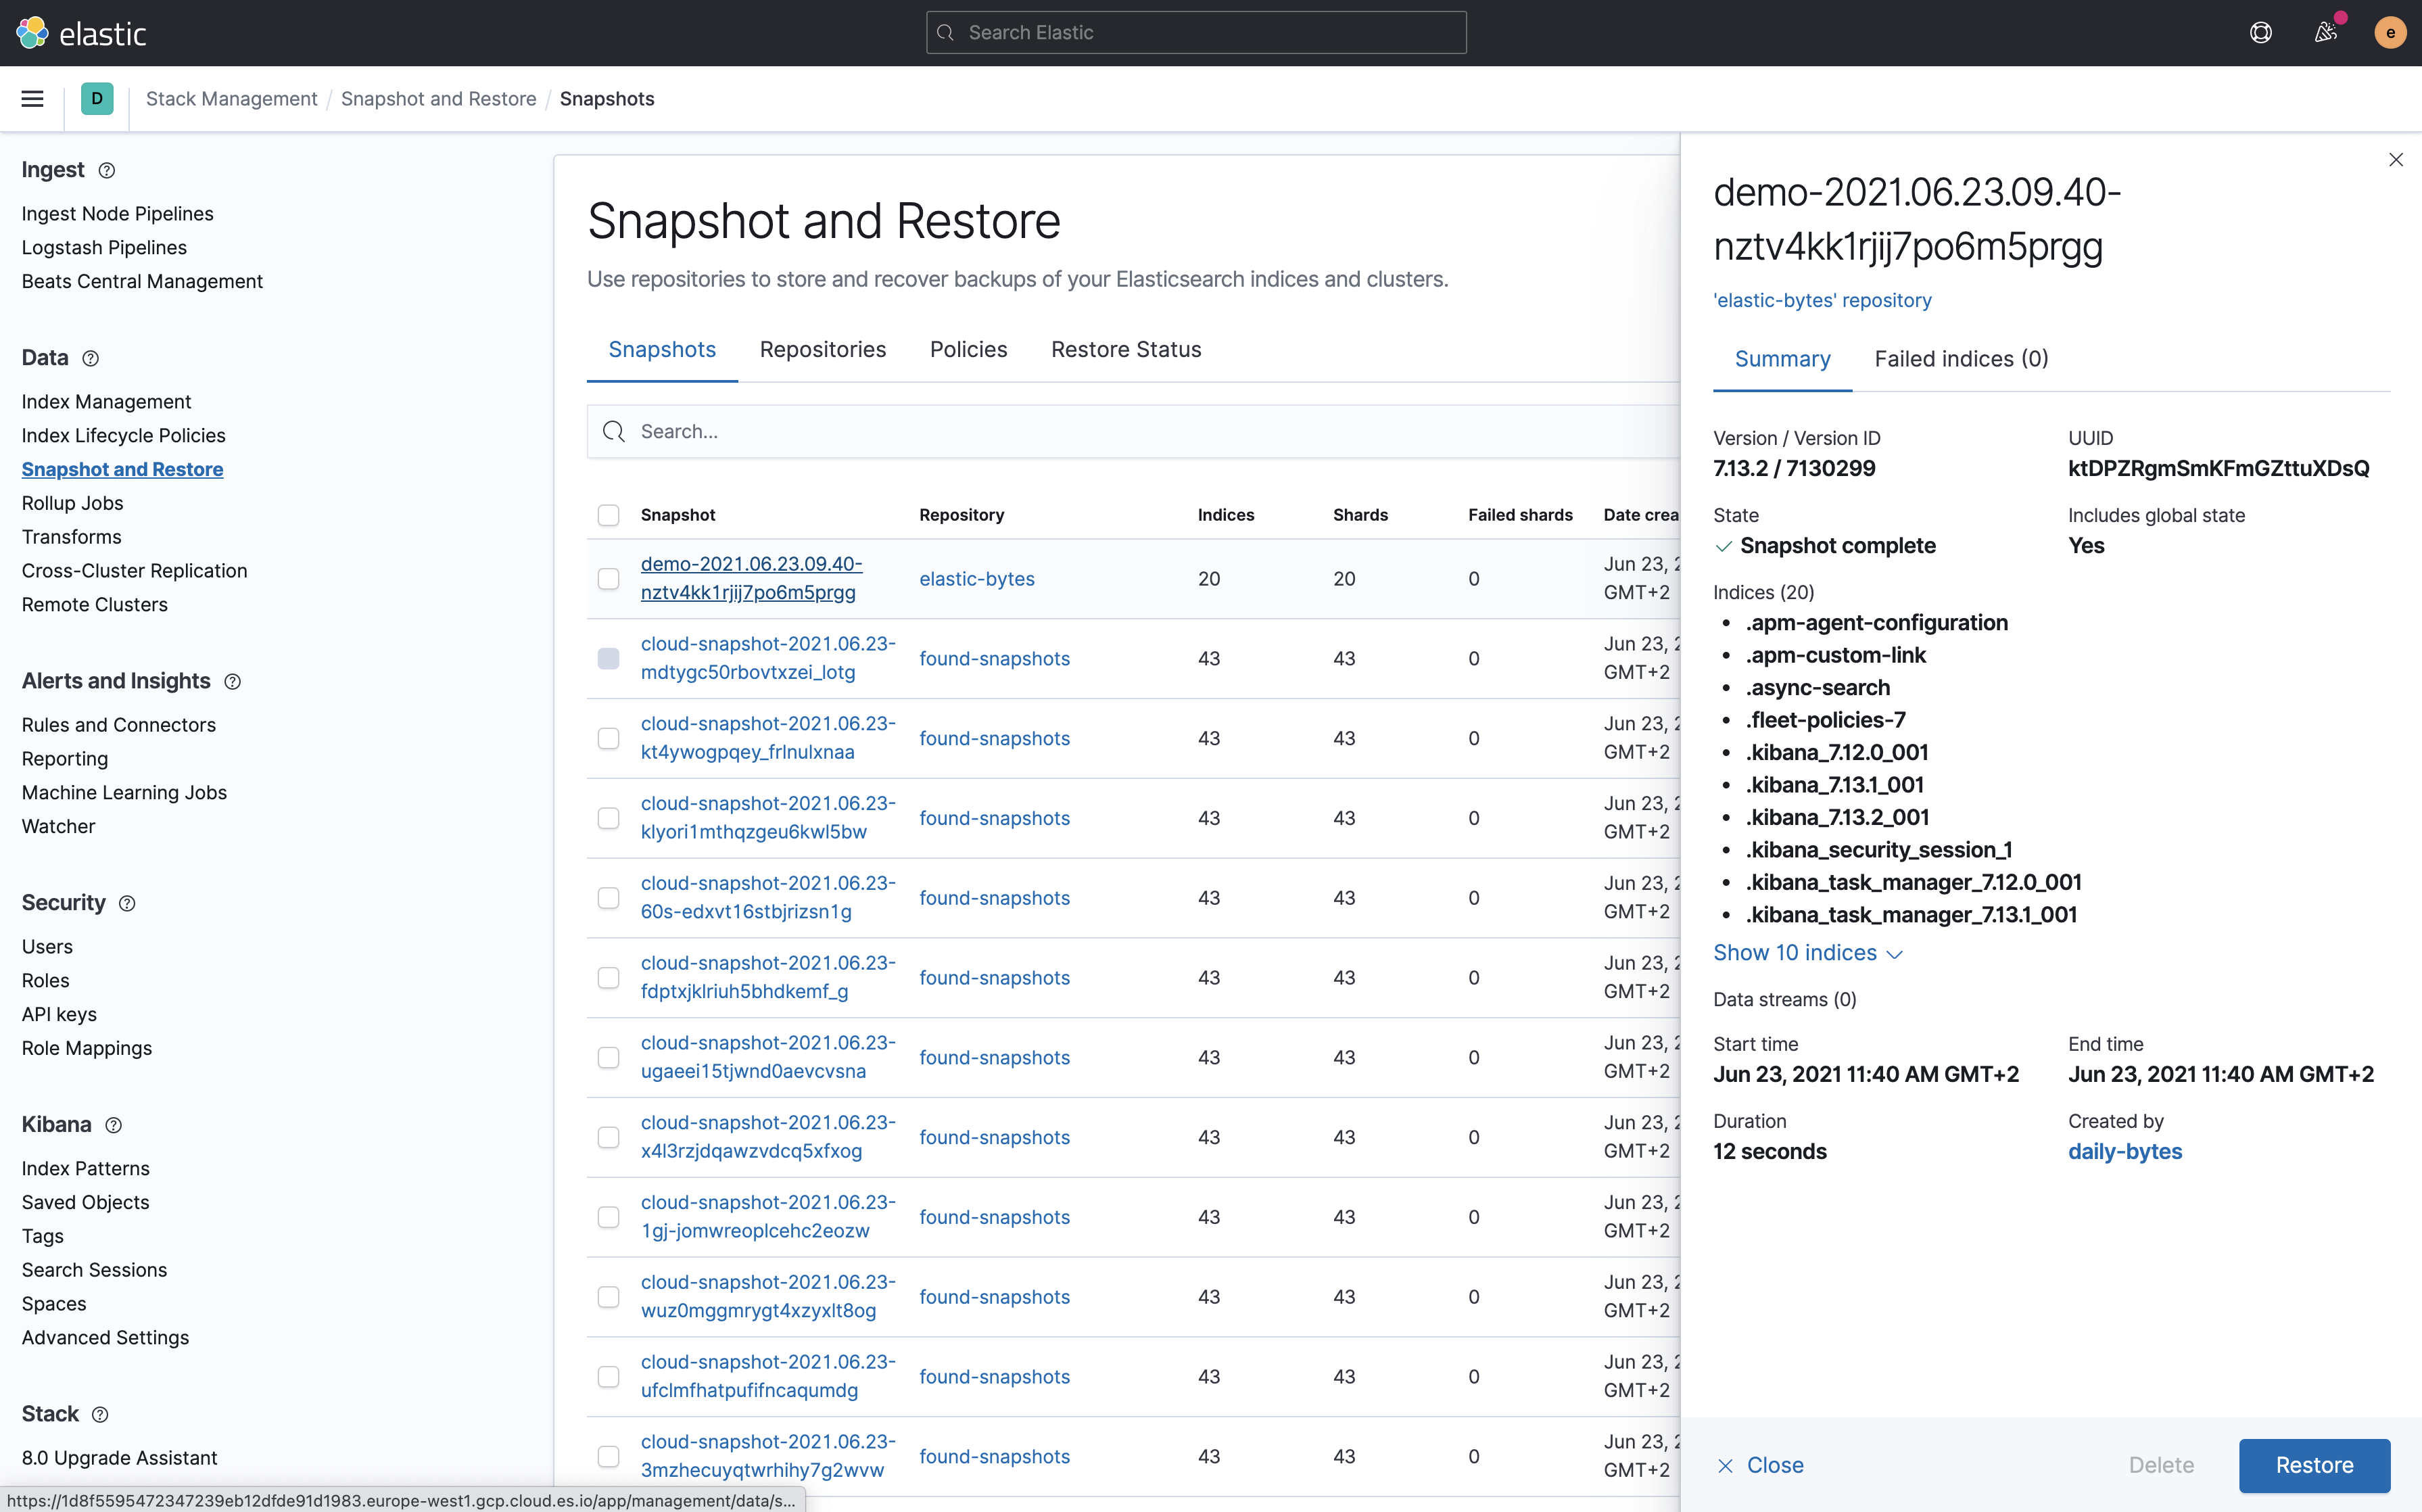 elastic
Search Elastic
e
D
Stack Management / Snapshot and Restore / Snapshots
Ingest
Ingest Node Pipelines
Logstash Pipelines
Beats Central Management
Data
Index Management
Index Lifecycle Policies
Snapshot and Restore
Rollup Jobs
Transforms
Cross-Cluster Replication
Remote Clusters
Alerts and Insights
Rules and Connectors
Reporting
Machine Learning Jobs
Watcher
Security
Users
Roles
API keys
Role Mappings
Kibana
Index Patterns
Saved Objects
Tags
Search Sessions
Spaces
Advanced Settings
Stack
8.0 Upgrade Assistant
https://1d8f5595472347239eb12dfde91d1983.europe-west1.gcp.cloud.es.io/app/management/data/s...
Snapshot and Restore
Use repositories to store and recover backups of your Elasticsearch indices and clusters.
Snapshots Repositories Policies Restore Status
Search...
Snapshot Repository Indices Shards Failed shards Date crea
demo-2021.06.23.09.40-
nztv4kk1rjij7po6m5prgg
elastic-bytes 20 20 0
Jun 23, 2
GMT+2
cloud-snapshot-2021.06.23-
mdtygc50rbovtxzei_lotg
found-snapshots 43 43 0
Jun 23, 2
GMT+2
cloud-snapshot-2021.06.23-
kt4ywogpqey_frlnulxnaa
found-snapshots 43 43 0
Jun 23, 2
GMT+2
cloud-snapshot-2021.06.23-
klyori1mthqzgeu6kwl5bw
found-snapshots 43 43 0
Jun 23, 2
GMT+2
cloud-snapshot-2021.06.23-
60s-edxvt16stbjrizsn1g
found-snapshots 43 43 0
Jun 23, 2
GMT+2
cloud-snapshot-2021.06.23-
fdptxjklriuh5bhdkemf_g
found-snapshots 43 43 0
Jun 23, 2
GMT+2
cloud-snapshot-2021.06.23-
ugaeei15tjwnd0aevcvsna
found-snapshots 43 43 0
Jun 23, 2
GMT+2
cloud-snapshot-2021.06.23-
x4l3rzjdqawzvdcq5xfxog
found-snapshots 43 43 0
Jun 23, 2
GMT+2
cloud-snapshot-2021.06.23-
1gj-jomwreoplcehc2eozw
found-snapshots 43 43 0
Jun 23, 2
GMT+2
cloud-snapshot-2021.06.23-
wuz0mggmrygt4xzyxlt8og
found-snapshots 43 43 0
Jun 23, 2
GMT+2
cloud-snapshot-2021.06.23-
ufclmfhatpufifncaqumdg
found-snapshots 43 43 0
Jun 23, 2
GMT+2
cloud-snapshot-2021.06.23-
3mzhecuyqtwrhihy7g2wvw
found-snapshots 43 43 0
Jun 23, 2
GMT+2
demo-2021.06.23.09.40-
nztv4kk1rjij7po6m5prgg
'elastic-bytes' repository
Summary Failed indices (0)
Version / Version ID
7.13.2 / 7130299
UUID
ktDPZRgmSmKFmGZttuXDsQ
State
Snapshot complete
Includes global state
Yes
Indices (20)
• .apm-agent-configuration
• .apm-custom-link
• .async-search
• .fleet-policies-7
• .kibana_7.12.0_001
• .kibana_7.13.1_001
• .kibana_7.13.2_001
• .kibana_security_session_1
• .kibana_task_manager_7.12.0_001
• .kibana_task_manager_7.13.1_001
Show 10 indices
Data streams (0)
Start time
Jun 23, 2021 11:40 AM GMT+2
End time
Jun 23, 2021 11:40 AM GMT+2
Duration
12 seconds
Created by
daily-bytes
Close
Delete
Restore